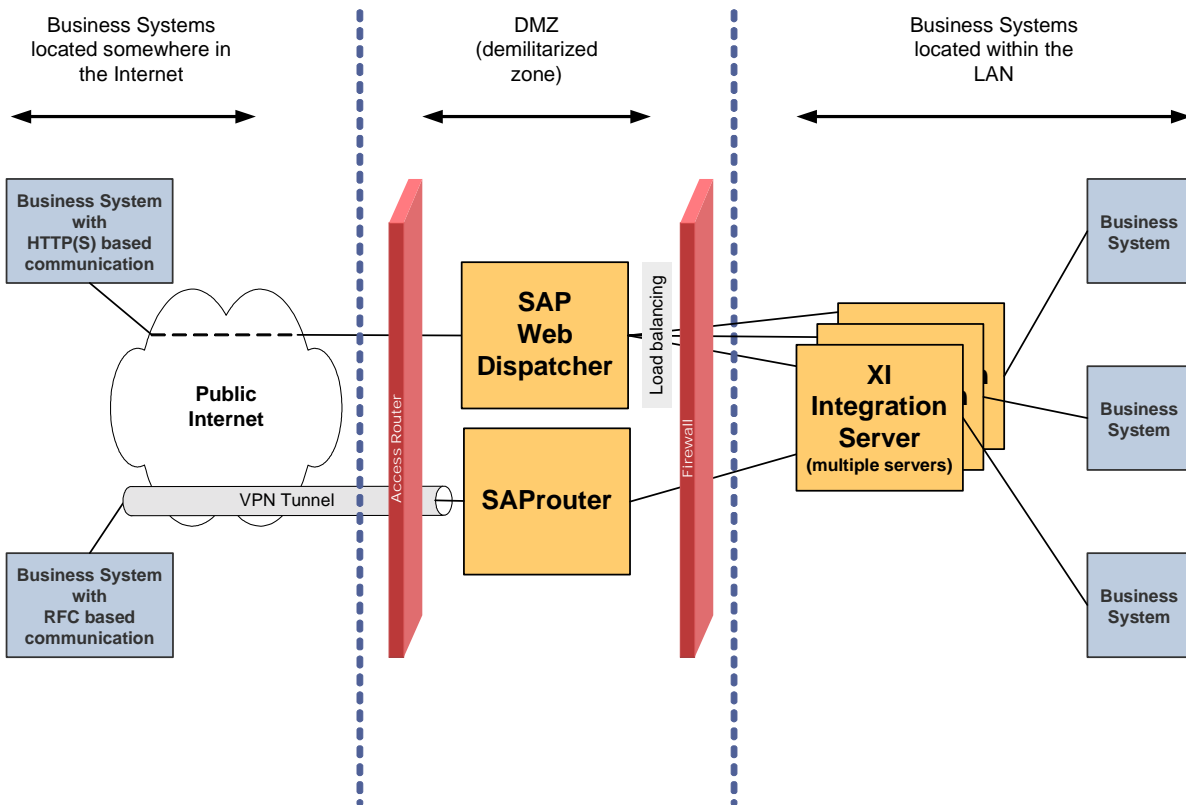 Business Systems
located somewhere in
the Internet
DMZ
(demilitarized
zone)
Business Systems
located within the
LAN
Business System
with
HTTP(S) based
communication
Public
Internet
VPN Tunnel
Business System
with
RFC based
communication
Access Router
SAP
Web
Dispatcher
SAProuter
Load balancing
Firewall
XI
Integration
Server
(multiple servers)
Business
System
Business
System
Business
System